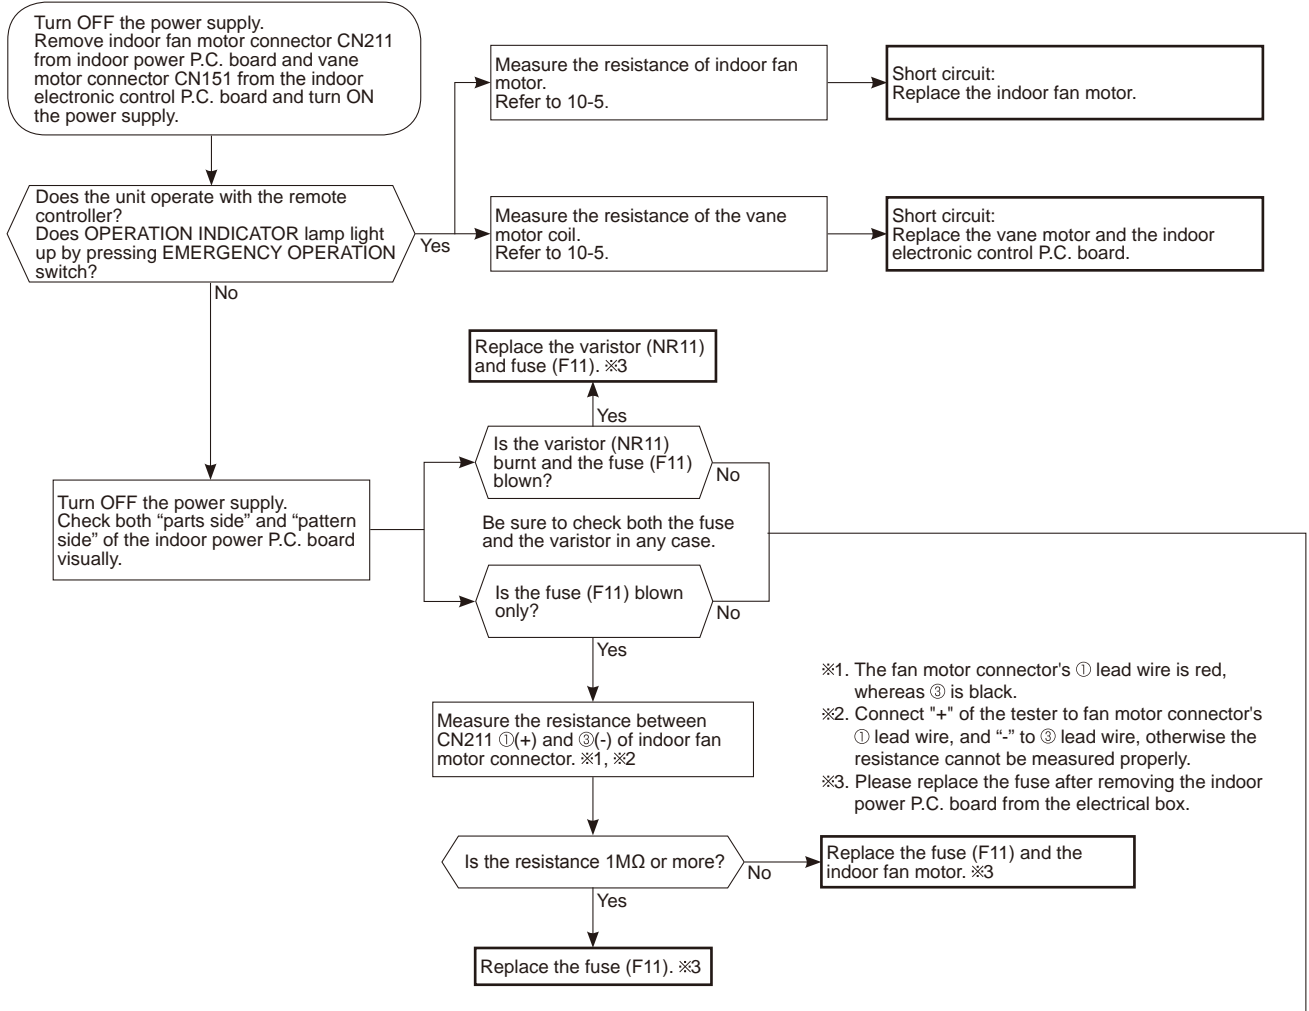 Turn OFF the power supply.
Remove indoor fan motor connector CN211
from indoor power P.C. board and vane
motor connector CN151 from the indoor
electronic control P.C. board and turn ON
the power supply.
Measure the resistance of indoor fan
motor.
Refer to 10-5.
Short circuit:
Replace the indoor fan motor.
Does the unit operate with the remote
controller?
Does OPERATION INDICATOR lamp light
up by pressing EMERGENCY OPERATION
switch?
Yes
Measure the resistance of the vane
motor coil.
Refer to 10-5.
Short circuit:
Replace the vane motor and the indoor
electronic control P.C. board.
No
Replace the varistor (NR11)
and fuse (F11). ※3
Yes
Is the varistor (NR11)
burnt and the fuse (F11)
blown?
No
Turn OFF the power supply.
Check both “parts side” and “pattern
side” of the indoor power P.C. board
visually.
Be sure to check both the fuse
and the varistor in any case.
Is the fuse (F11) blown
only?
No
Yes
Measure the resistance between
CN211 ①(+) and ③(-) of indoor fan
motor connector. ※1, ※2
※1. The fan motor connector's ① lead wire is red,
whereas ③ is black.
※2. Connect "+" of the tester to fan motor connector's
① lead wire, and “-” to ③ lead wire, otherwise the
resistance cannot be measured properly.
※3. Please replace the fuse after removing the indoor
power P.C. board from the electrical box.
Is the resistance 1MΩ or more?
No
Replace the fuse (F11) and the
indoor fan motor. ※3
Yes
Replace the fuse (F11). ※3